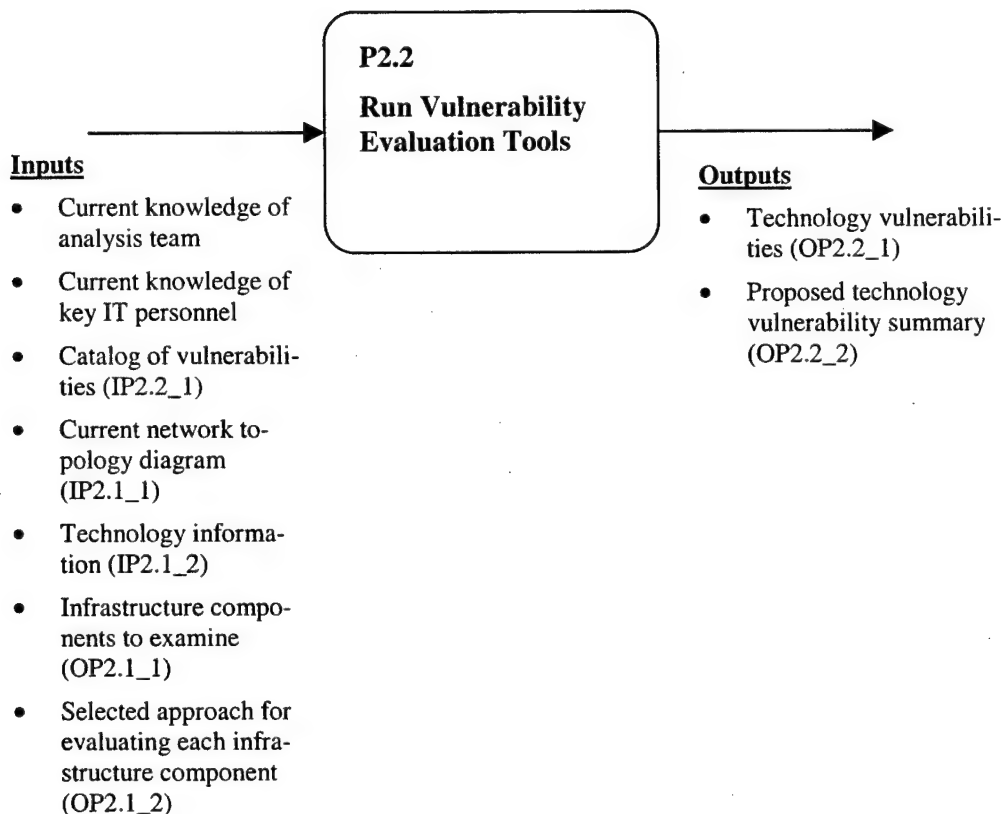 P2.2
Run Vulnerability
Evaluation Tools
Inputs
• Current knowledge of
analysis team
• Current knowledge of
key IT personnel
• Catalog of vulnerabili-
ties (IP2.2_1)
• Current network to-
pology diagram
(IP2.1_1)
• Technology informa-
tion (IP2.1_2)
• Infrastructure compo-
nents to examine
(OP2.1_1)
• Selected approach for
evaluating each infra-
structure component
(OP2.1_2)
Outputs
• Technology vulnerabili-
ties (OP2.2_1)
• Proposed technology
vulnerability summary
(OP2.2_2)